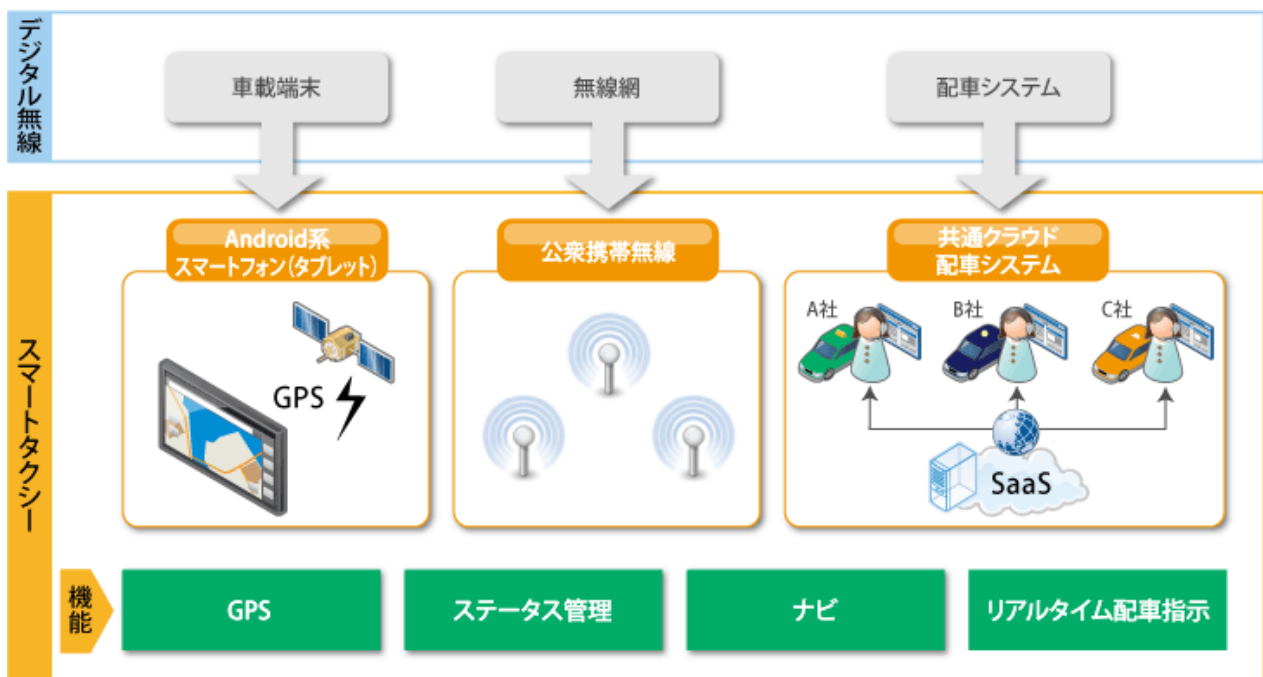 デジタル無線
車載端末
無線網
配車システム
スマートタクシー
Android系
スマートフォン(タブレット)
公衆携帯無線
共通クラウド
配車システム
GPS
A社
B社
C社
SaaS
機能
GPS
ステータス管理
ナビ
リアルタイム配車指示